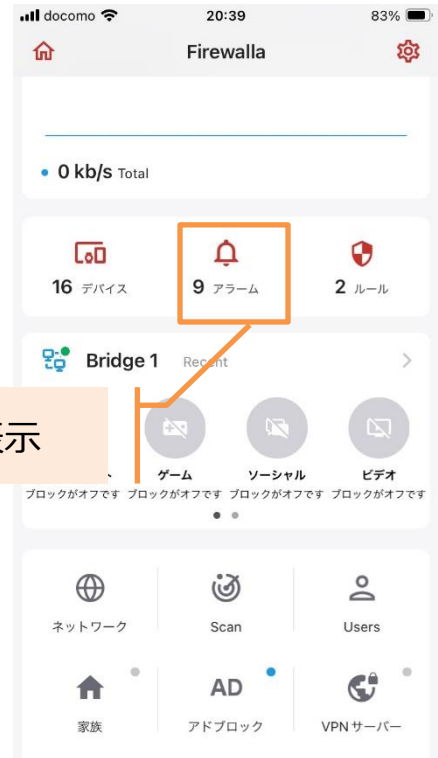 docomo 20:39 83%
Firewalla
0 kb/s Total
16 デバイス 9 アラーム 2 ルール
Bridge 1 Recent
示
ゲーム ソーシャル ビデオ
ブロックがオフです ブロックがオフです ブロックがオフです ブロックがオフです
ネットワーク Scan Users
AD
家族 アドブロック VPN サーバー